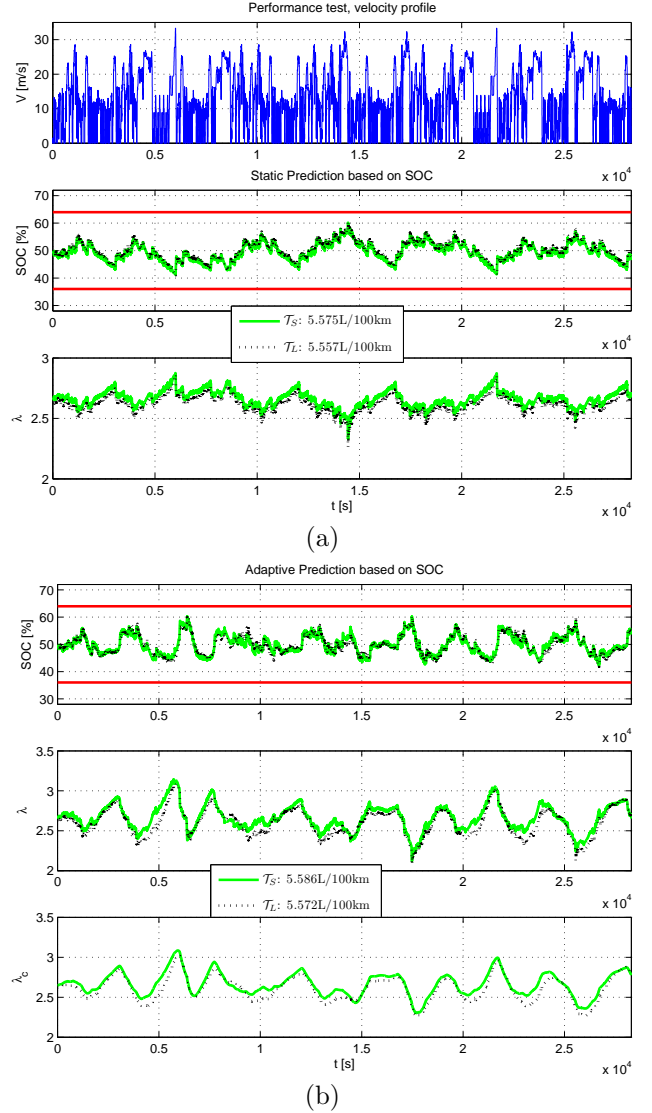 Performance test, velocity profile
30
20
10
0
V [m/s]
0 0.5 1 1.5 2 2.5
x 10^4
Static Prediction based on SOC
70
60
50
40
30
SOC [%]
0 0.5 1 1.5 2 2.5
x 10^4
T_S: 5.575L/100km
T_L: 5.557L/100km
3
2.5
2
λ
0 0.5 1 1.5 2 2.5
t [s]
x 10^4
(a)
Adaptive Prediction based on SOC
70
60
50
40
30
SOC [%]
0 0.5 1 1.5 2 2.5
x 10^4
3.5
3
2.5
2
λ
0 0.5 1 1.5 2 2.5
x 10^4
T_S: 5.586L/100km
T_L: 5.572L/100km
3.5
3
2.5
2
λ_c
0 0.5 1 1.5 2 2.5
t [s]
x 10^4
(b)